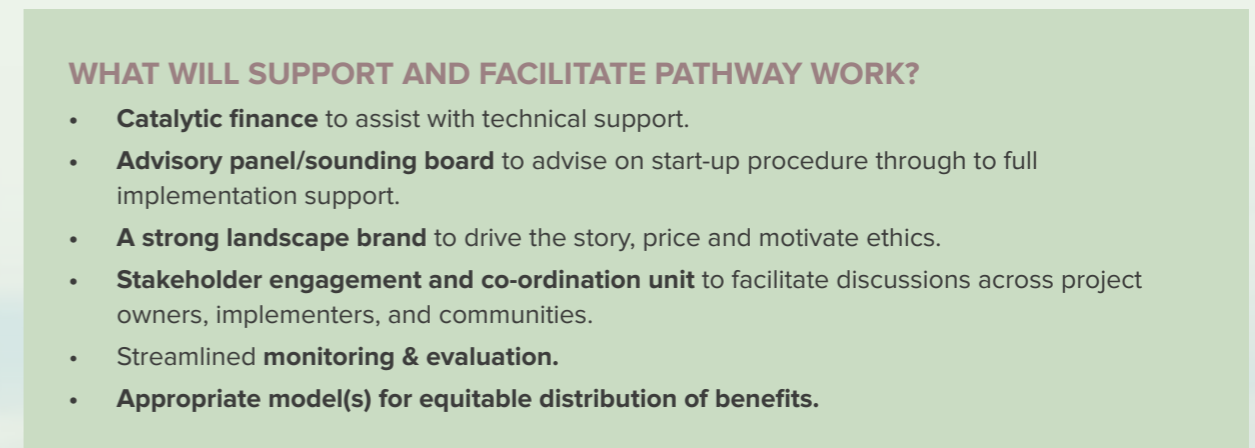 WHAT WILL SUPPORT AND FACILITATE PATHWAY WORK?
• Catalytic finance to assist with technical support.
• Advisory panel/sounding board to advise on start-up procedure through to full
implementation support.
• A strong landscape brand to drive the story, price and motivate ethics.
• Stakeholder engagement and co-ordination unit to facilitate discussions across project
owners, implementers, and communities.
• Streamlined monitoring & evaluation.
• Appropriate model(s) for equitable distribution of benefits.